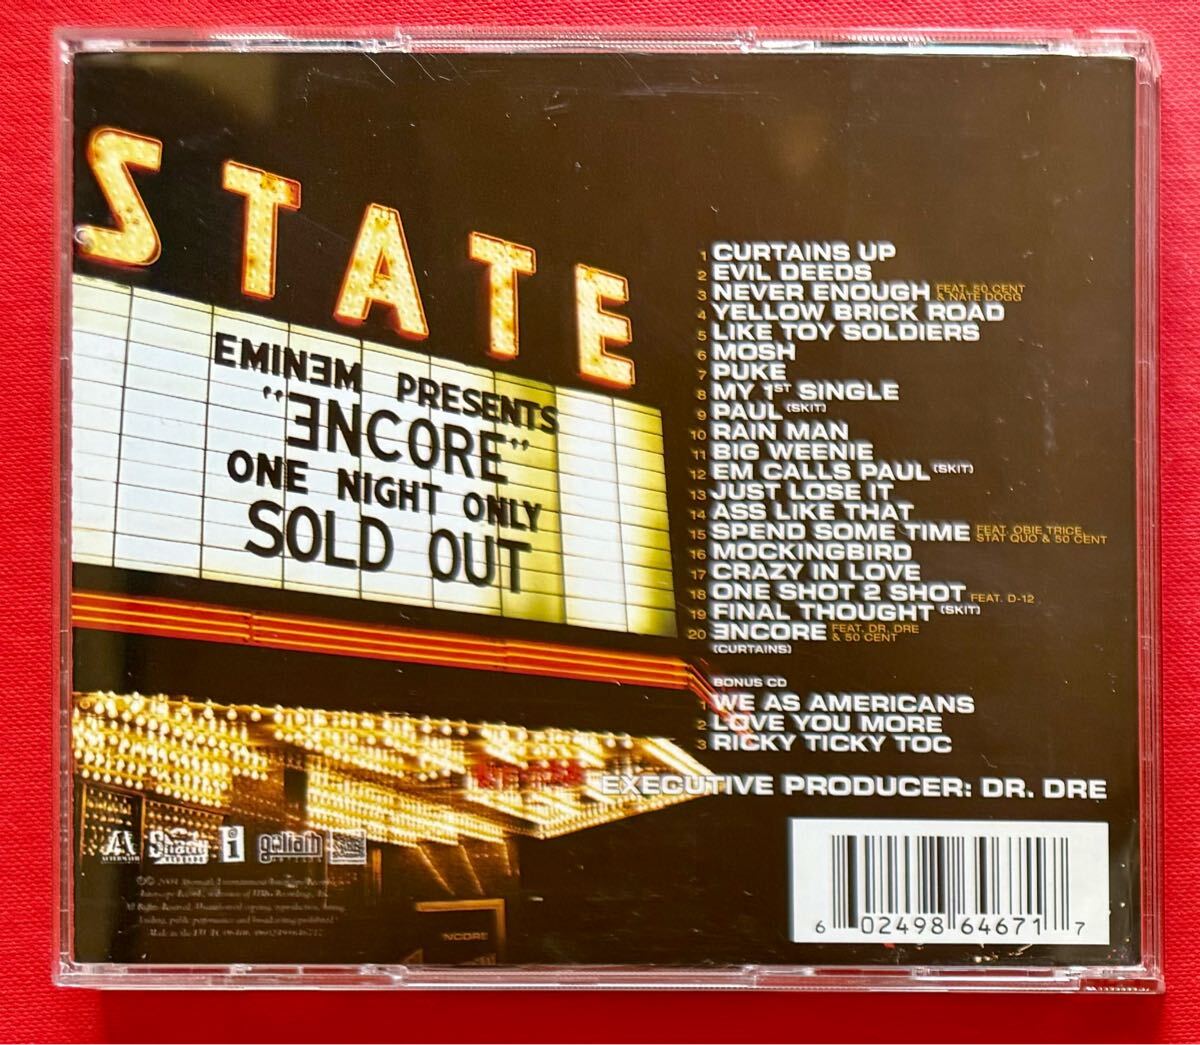 STATE
EMINƎM PRESENTS
"ƎNCORE"
ONE NIGHT ONLY
SOLD OUT
1 CURTAINS UP
2 EVIL DEEDS
3 NEVER ENOUGH FEAT. 50 CENT & NATE DOGG
4 YELLOW BRICK ROAD
5 LIKE TOY SOLDIERS
6 MOSH
7 PUKE
8 MY 1ST SINGLE
9 PAUL (SKIT)
10 RAIN MAN
11 BIG WEENIE
12 EM CALLS PAUL (SKIT)
13 JUST LOSE IT
14 ASS LIKE THAT
15 SPEND SOME TIME FEAT. OBIE TRICE, STAT QUO & 50 CENT
16 MOCKINGBIRD
17 CRAZY IN LOVE
18 ONE SHOT 2 SHOT FEAT. D-12
19 FINAL THOUGHT (SKIT)
20 ƎNCORE FEAT. DR. DRE & 50 CENT
(CURTAINS)
BONUS CD
1 WE AS AMERICANS
2 LOVE YOU MORE
3 RICKY TICKY TOC
EXECUTIVE PRODUCER: DR. DRE
AFTERMATH
Shady RECORDS
i
goliath
NCORE
6 02498 64671 7